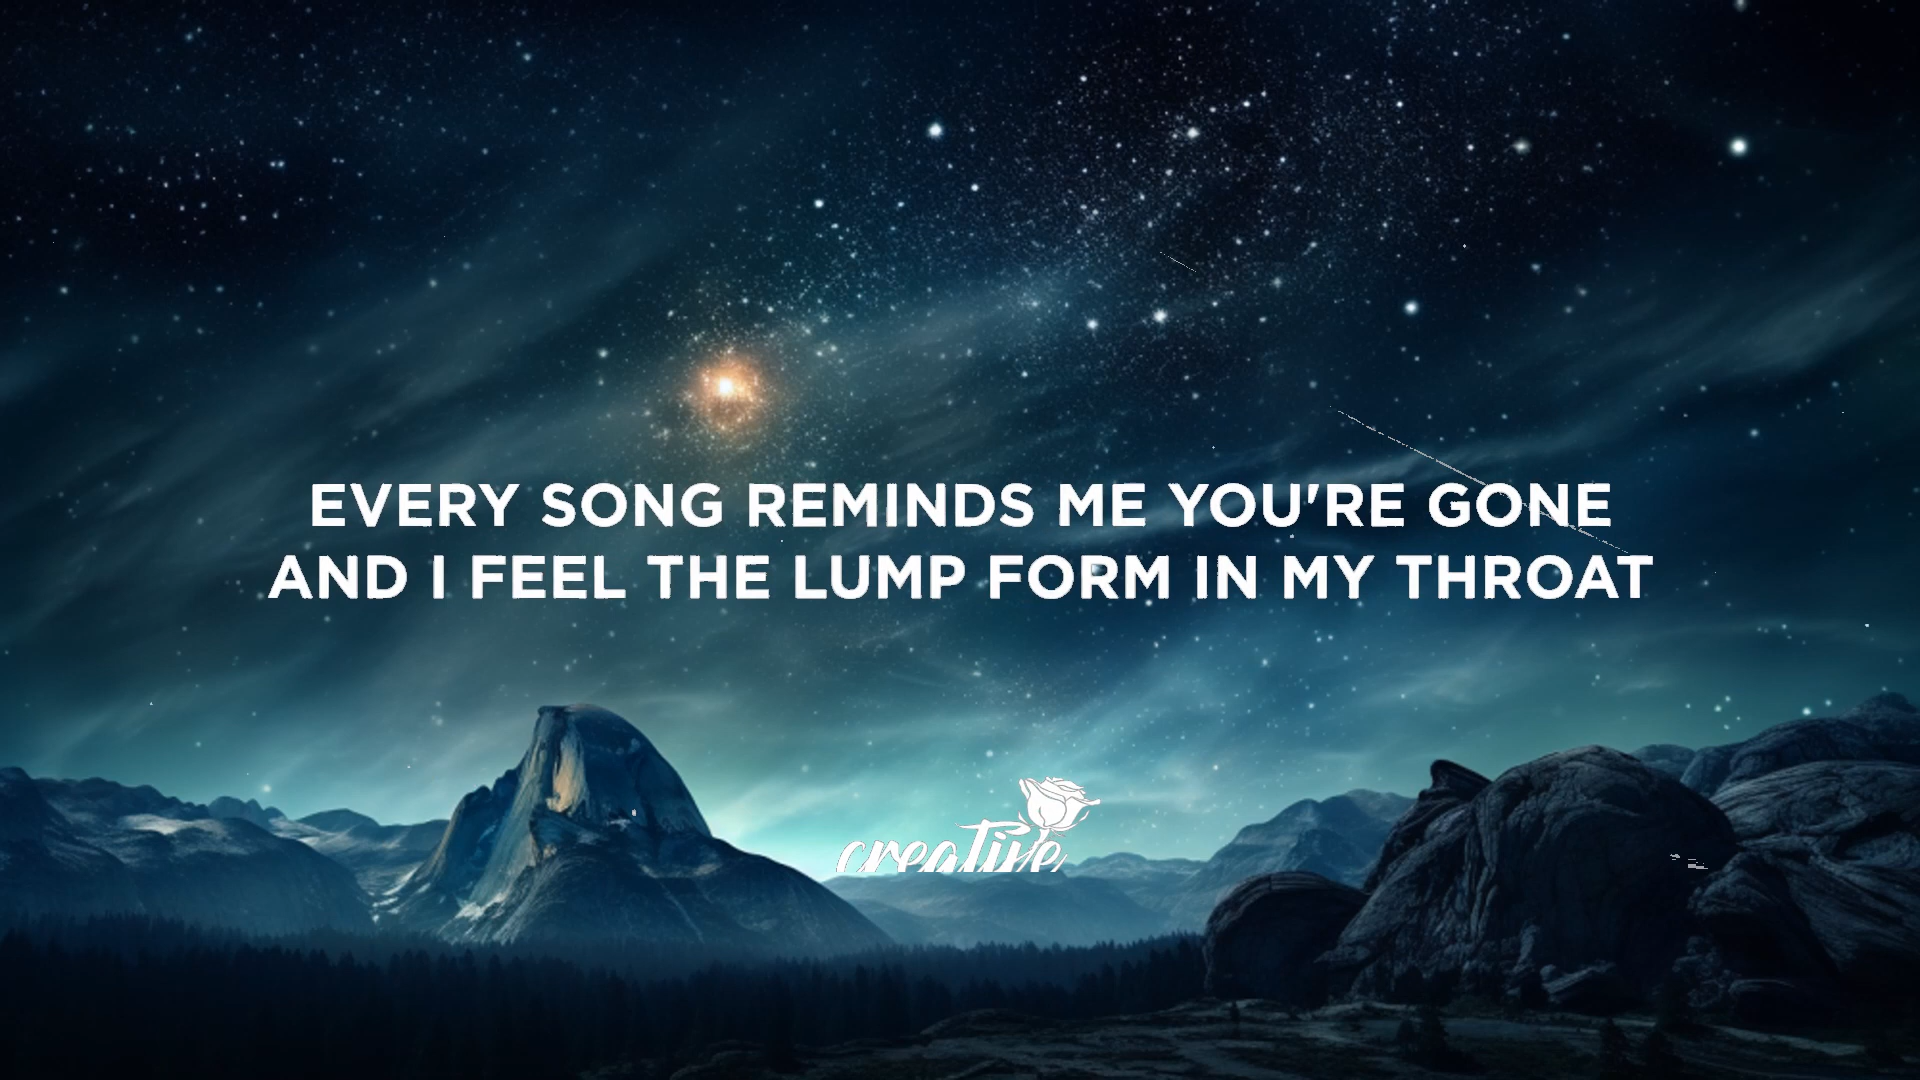 EVERY SONG REMINDS ME YOU'RE GONE
AND I FEEL THE LUMP FORM IN MY THROAT
creative